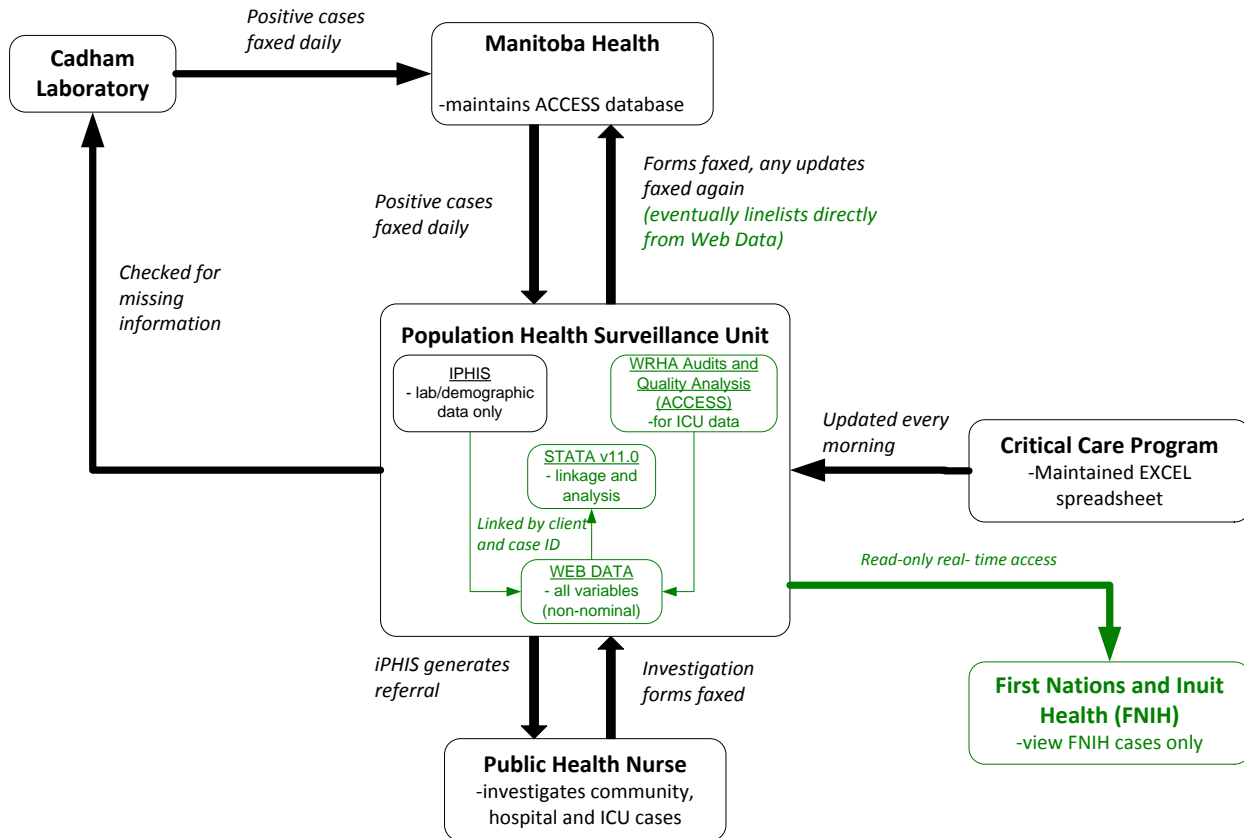 Positive cases
faxed daily
Cadham
Laboratory
Manitoba Health
-maintains ACCESS database
Positive cases
faxed daily
Forms faxed, any updates
faxed again
(eventually linelists directly
from Web Data)
Checked for
missing
information
Population Health Surveillance Unit
IPHIS
- lab/demographic
data only
WRHA Audits and
Quality Analysis
(ACCESS)
-for ICU data
STATA v11.0
- linkage and
analysis
Linked by client
and case ID
WEB DATA
- all variables
(non-nominal)
Updated every
morning
Critical Care Program
-Maintained EXCEL
spreadsheet
Read-only real- time access
First Nations and Inuit
Health (FNIH)
-view FNIH cases only
iPHIS generates
referral
Investigation
forms faxed
Public Health Nurse
-investigates community,
hospital and ICU cases